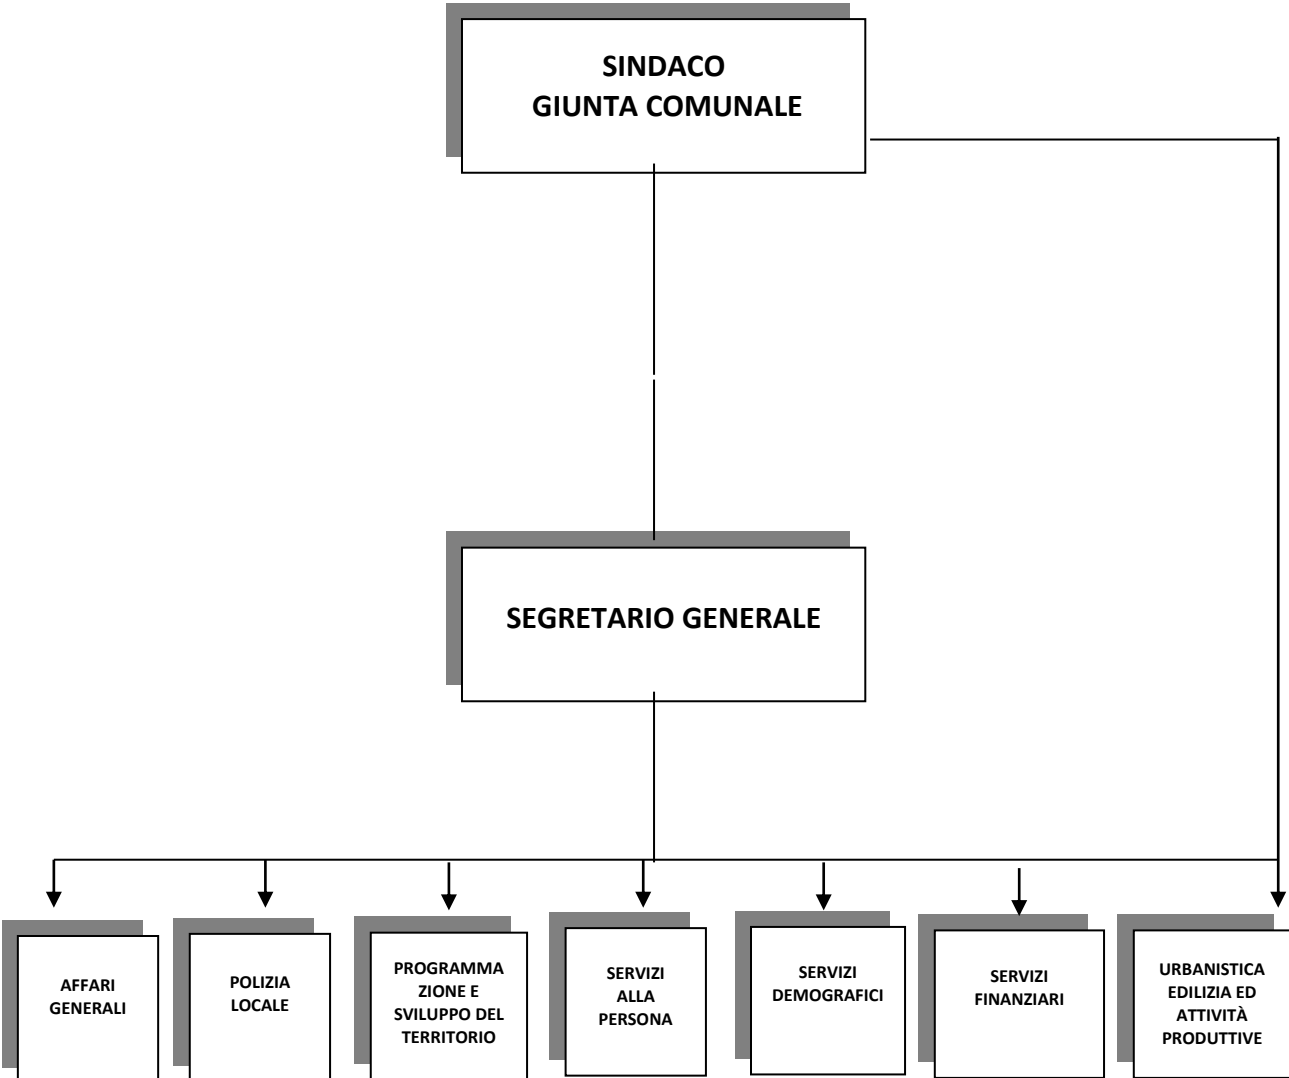 SINDACO
GIUNTA COMUNALE
SEGRETARIO GENERALE
AFFARI
GENERALI
POLIZIA
LOCALE
PROGRAMMA
ZIONE E
SVILUPPO DEL
TERRITORIO
SERVIZI
ALLA
PERSONA
SERVIZI
DEMOGRAFICI
SERVIZI
FINANZIARI
URBANISTICA
EDILIZIA ED
ATTIVITÀ
PRODUTTIVE